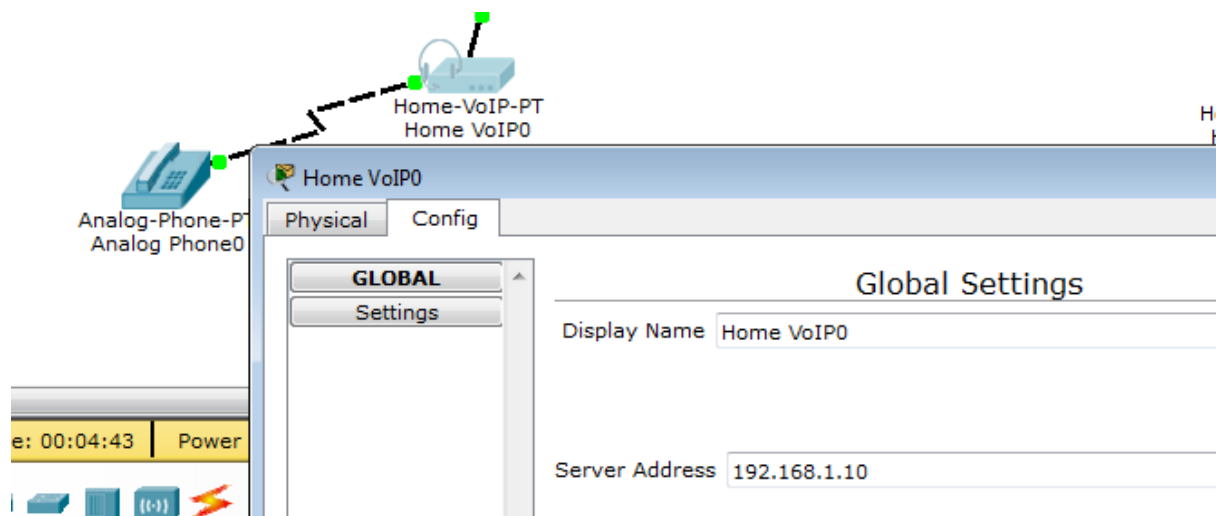 Home-VoIP-PT
Home VoIP0
Analog-Phone-P
Analog Phone0
Home VoIP0
Physical
Config
GLOBAL
Settings
Global Settings
Display Name Home VoIP0
Server Address 192.168.1.10
e: 00:04:43 Power